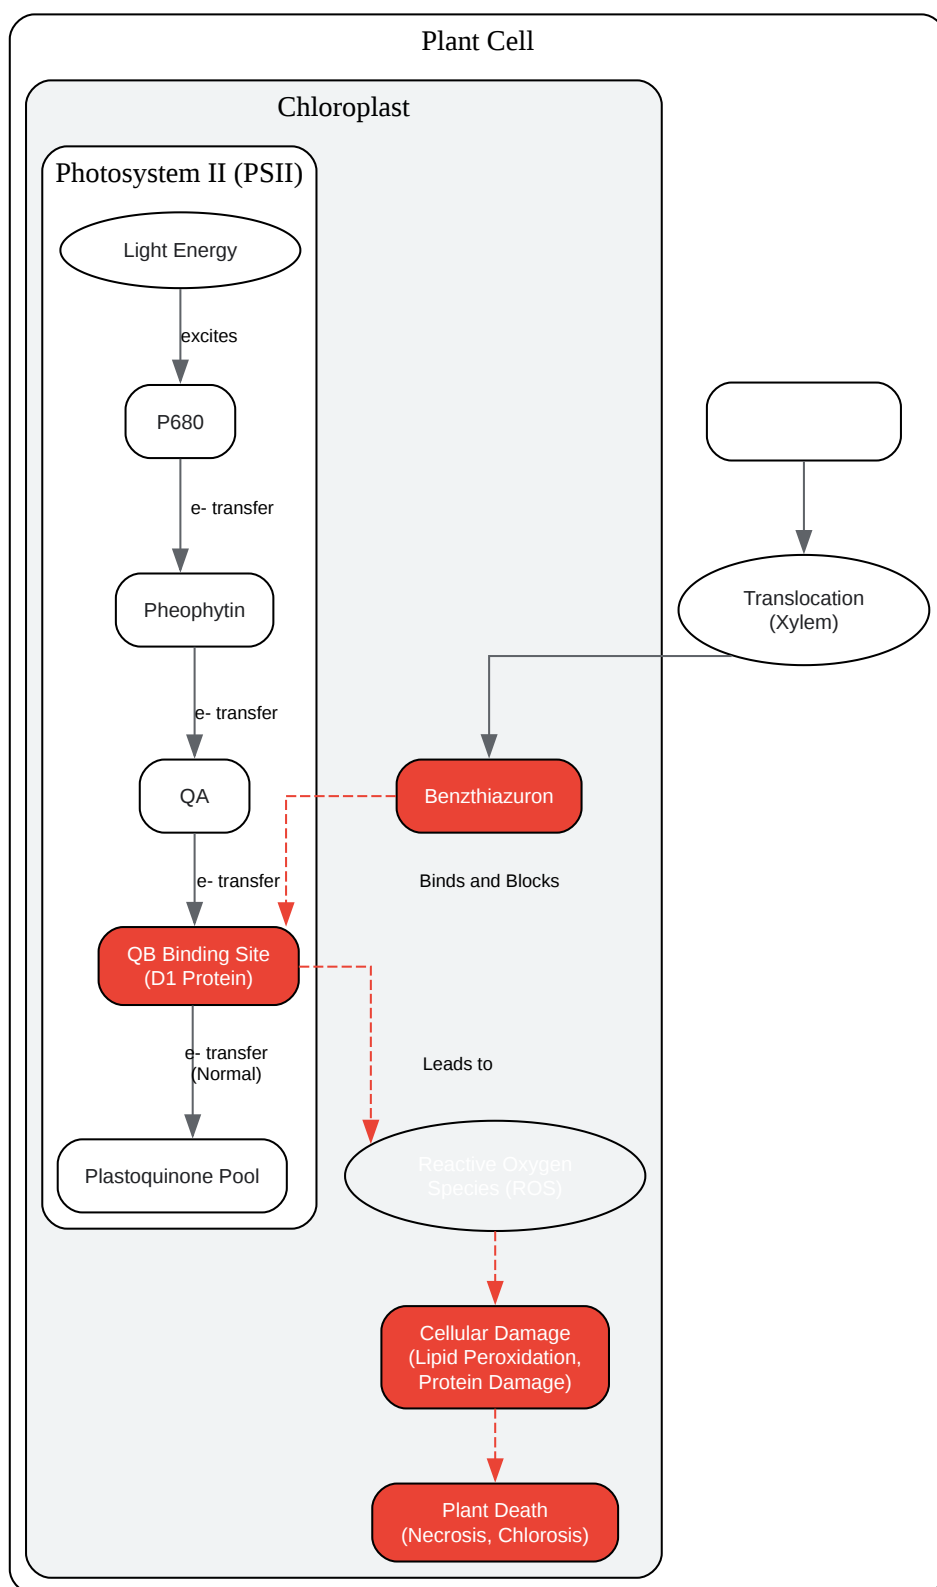 Plant Cell
Chloroplast
Photosystem II (PSII)
Light Energy
excites
P680
e- transfer
Pheophytin
e- transfer
QA
e- transfer
QB Binding Site
(D1 Protein)
e- transfer
(Normal)
Plastoquinone Pool
Translocation
(Xylem)
Benzthiazuron
Binds and Blocks
Leads to
Reactive Oxygen
Species (ROS)
Cellular Damage
(Lipid Peroxidation,
Protein Damage)
Plant Death
(Necrosis, Chlorosis)